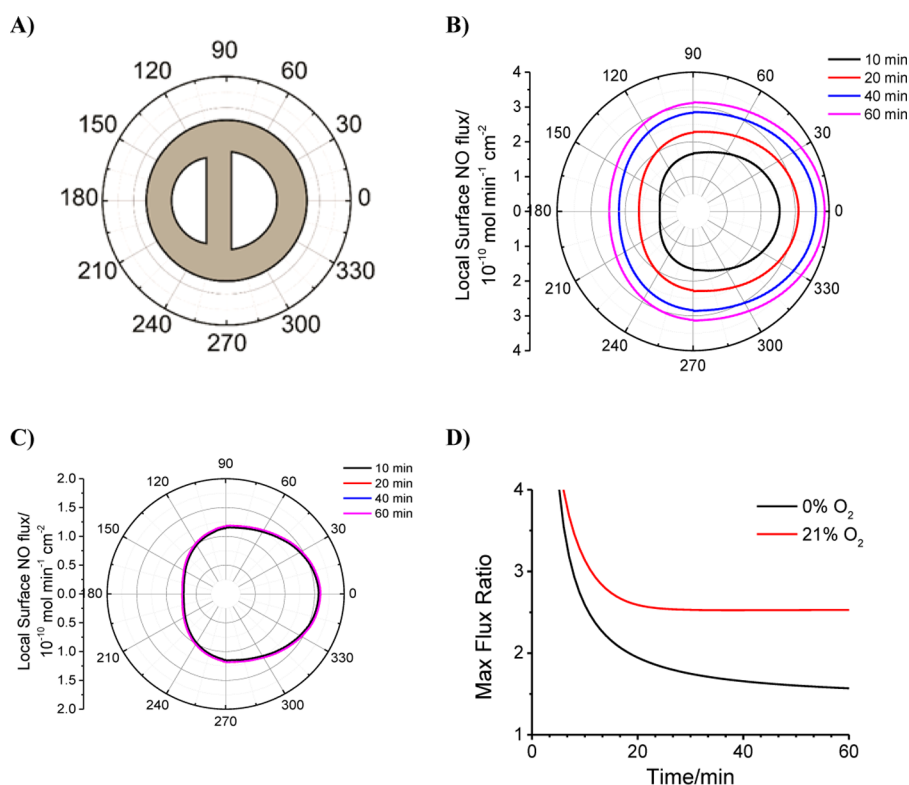 A)
90
120
60
150
30
180
0
210
330
240
300
270
B)
Local Surface NO flux/
10⁻¹⁰ mol min⁻¹ cm⁻²
4
3
2
1
0
1
2
3
4
90
120
60
150
30
180
0
210
330
240
300
270
10 min
20 min
40 min
60 min
C)
Local Surface NO flux/
10⁻¹⁰ mol min⁻¹ cm⁻²
2.0
1.5
1.0
0.5
0.0
0.5
1.0
1.5
2.0
90
120
60
150
30
180
0
210
330
240
300
270
10 min
20 min
40 min
60 min
D)
Max Flux Ratio
4
3
2
1
0% O₂
21% O₂
0 20 40 60
Time/min